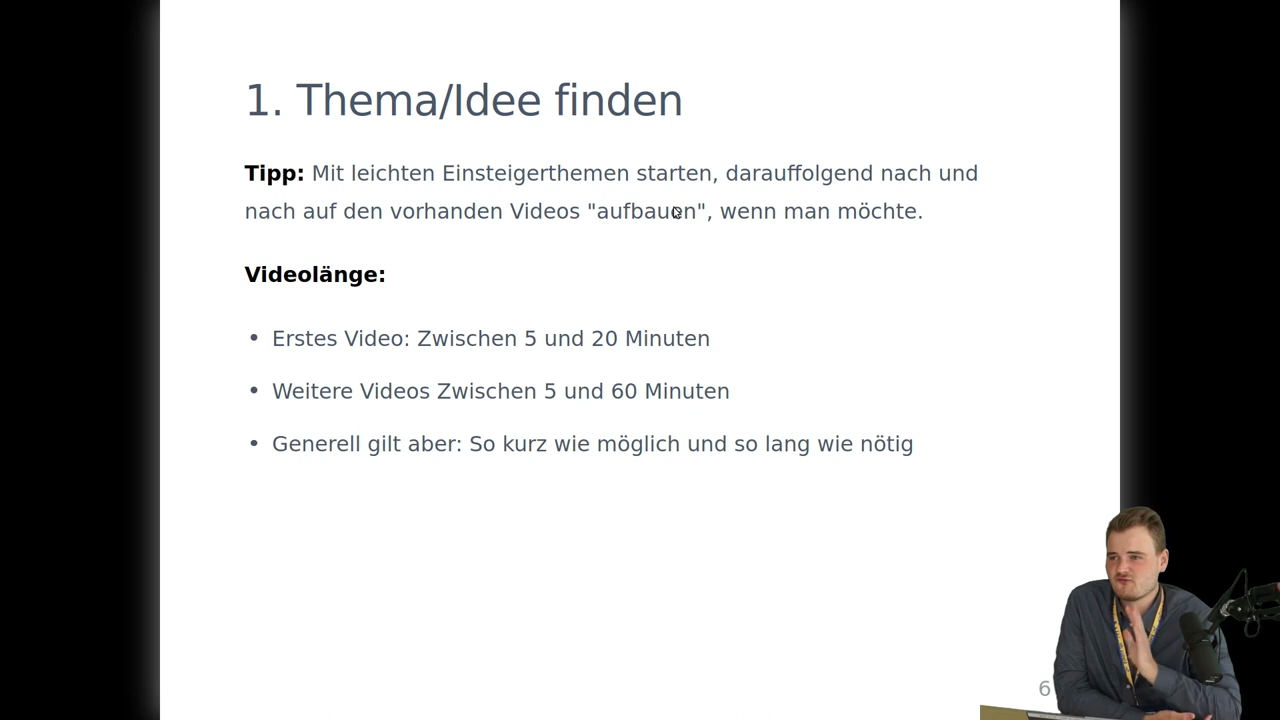 1. Thema/Idee finden
Tipp: Mit leichten Einsteigerthemen starten, darauffolgend nach und
nach auf den vorhanden Videos "aufbauen", wenn man möchte.
Videolänge:
• Erstes Video: Zwischen 5 und 20 Minuten
• Weitere Videos Zwischen 5 und 60 Minuten
• Generell gilt aber: So kurz wie möglich und so lang wie nötig
6